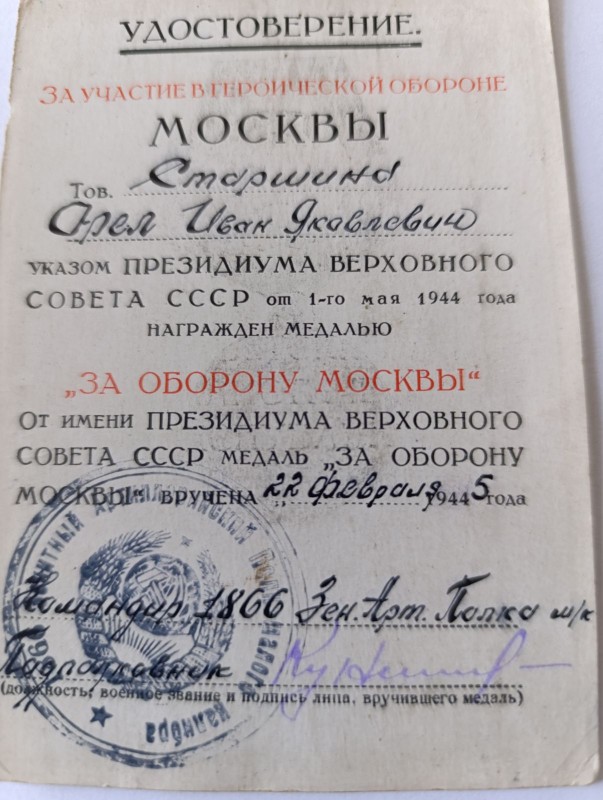 УДОСТОВЕРЕНИЕ.
ЗА УЧАСТИЕ В ГЕРОИЧЕСКОЙ ОБОРОНЕ
МОСКВЫ
Тов. Старшина
Орел Иван Яковлевич
УКАЗОМ ПРЕЗИДИУМА ВЕРХОВНОГО
СОВЕТА СССР от 1-го мая 1944 года
НАГРАЖДЕН МЕДАЛЬЮ
„ЗА ОБОРОНУ МОСКВЫ“
От имени ПРЕЗИДИУМА ВЕРХОВНОГО
СОВЕТА СССР МЕДАЛЬ „ЗА ОБОРОНУ
МОСКВЫ“ ВРУЧЕНА „22 февраля 1944 5 года
Командир 1866 Зен. Арт. Полка м/к
Подполковник
(должность, военное звание и подпись лица, вручившего медаль)
калибра